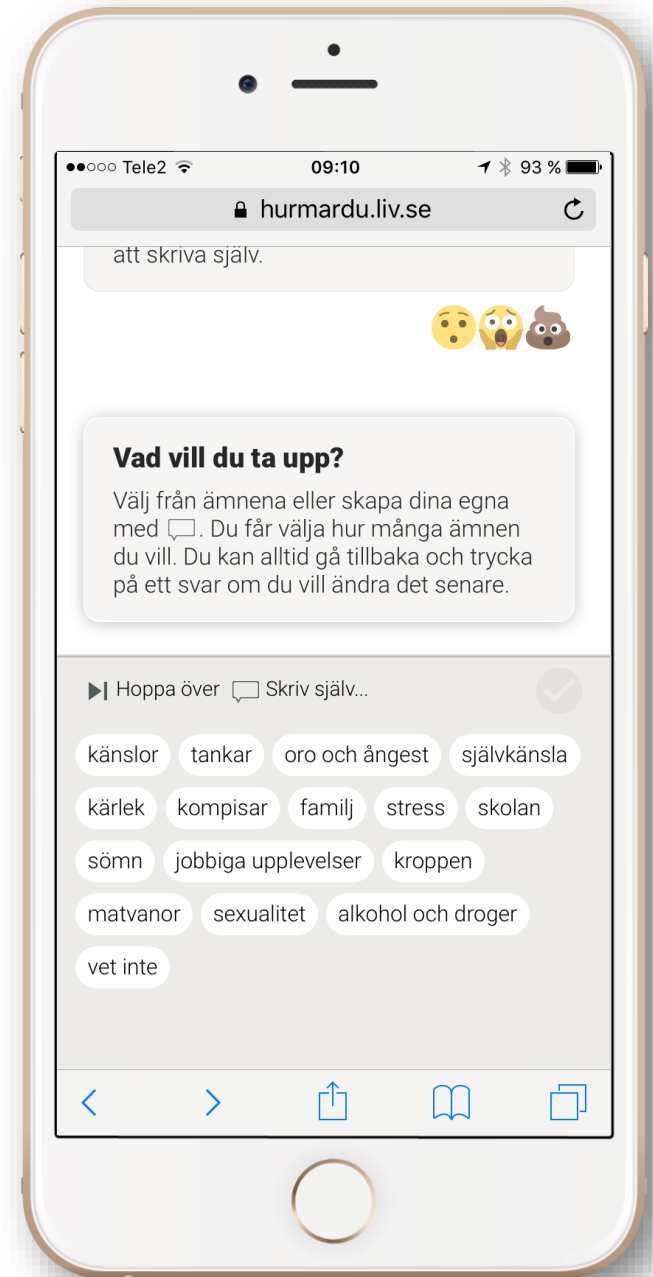 Tele2 09:10 93 %
hurmardu.liv.se
att skriva själv.
Vad vill du ta upp?
Välj från ämnena eller skapa dina egna
med . Du får välja hur många ämnen
du vill. Du kan alltid gå tillbaka och trycka
på ett svar om du vill ändra det senare.
Hoppa över Skriv själv...
känslor tankar oro och ångest självkänsla
kärlek kompisar familj stress skolan
sömn jobbiga upplevelser kroppen
matvanor sexualitet alkohol och droger
vet inte